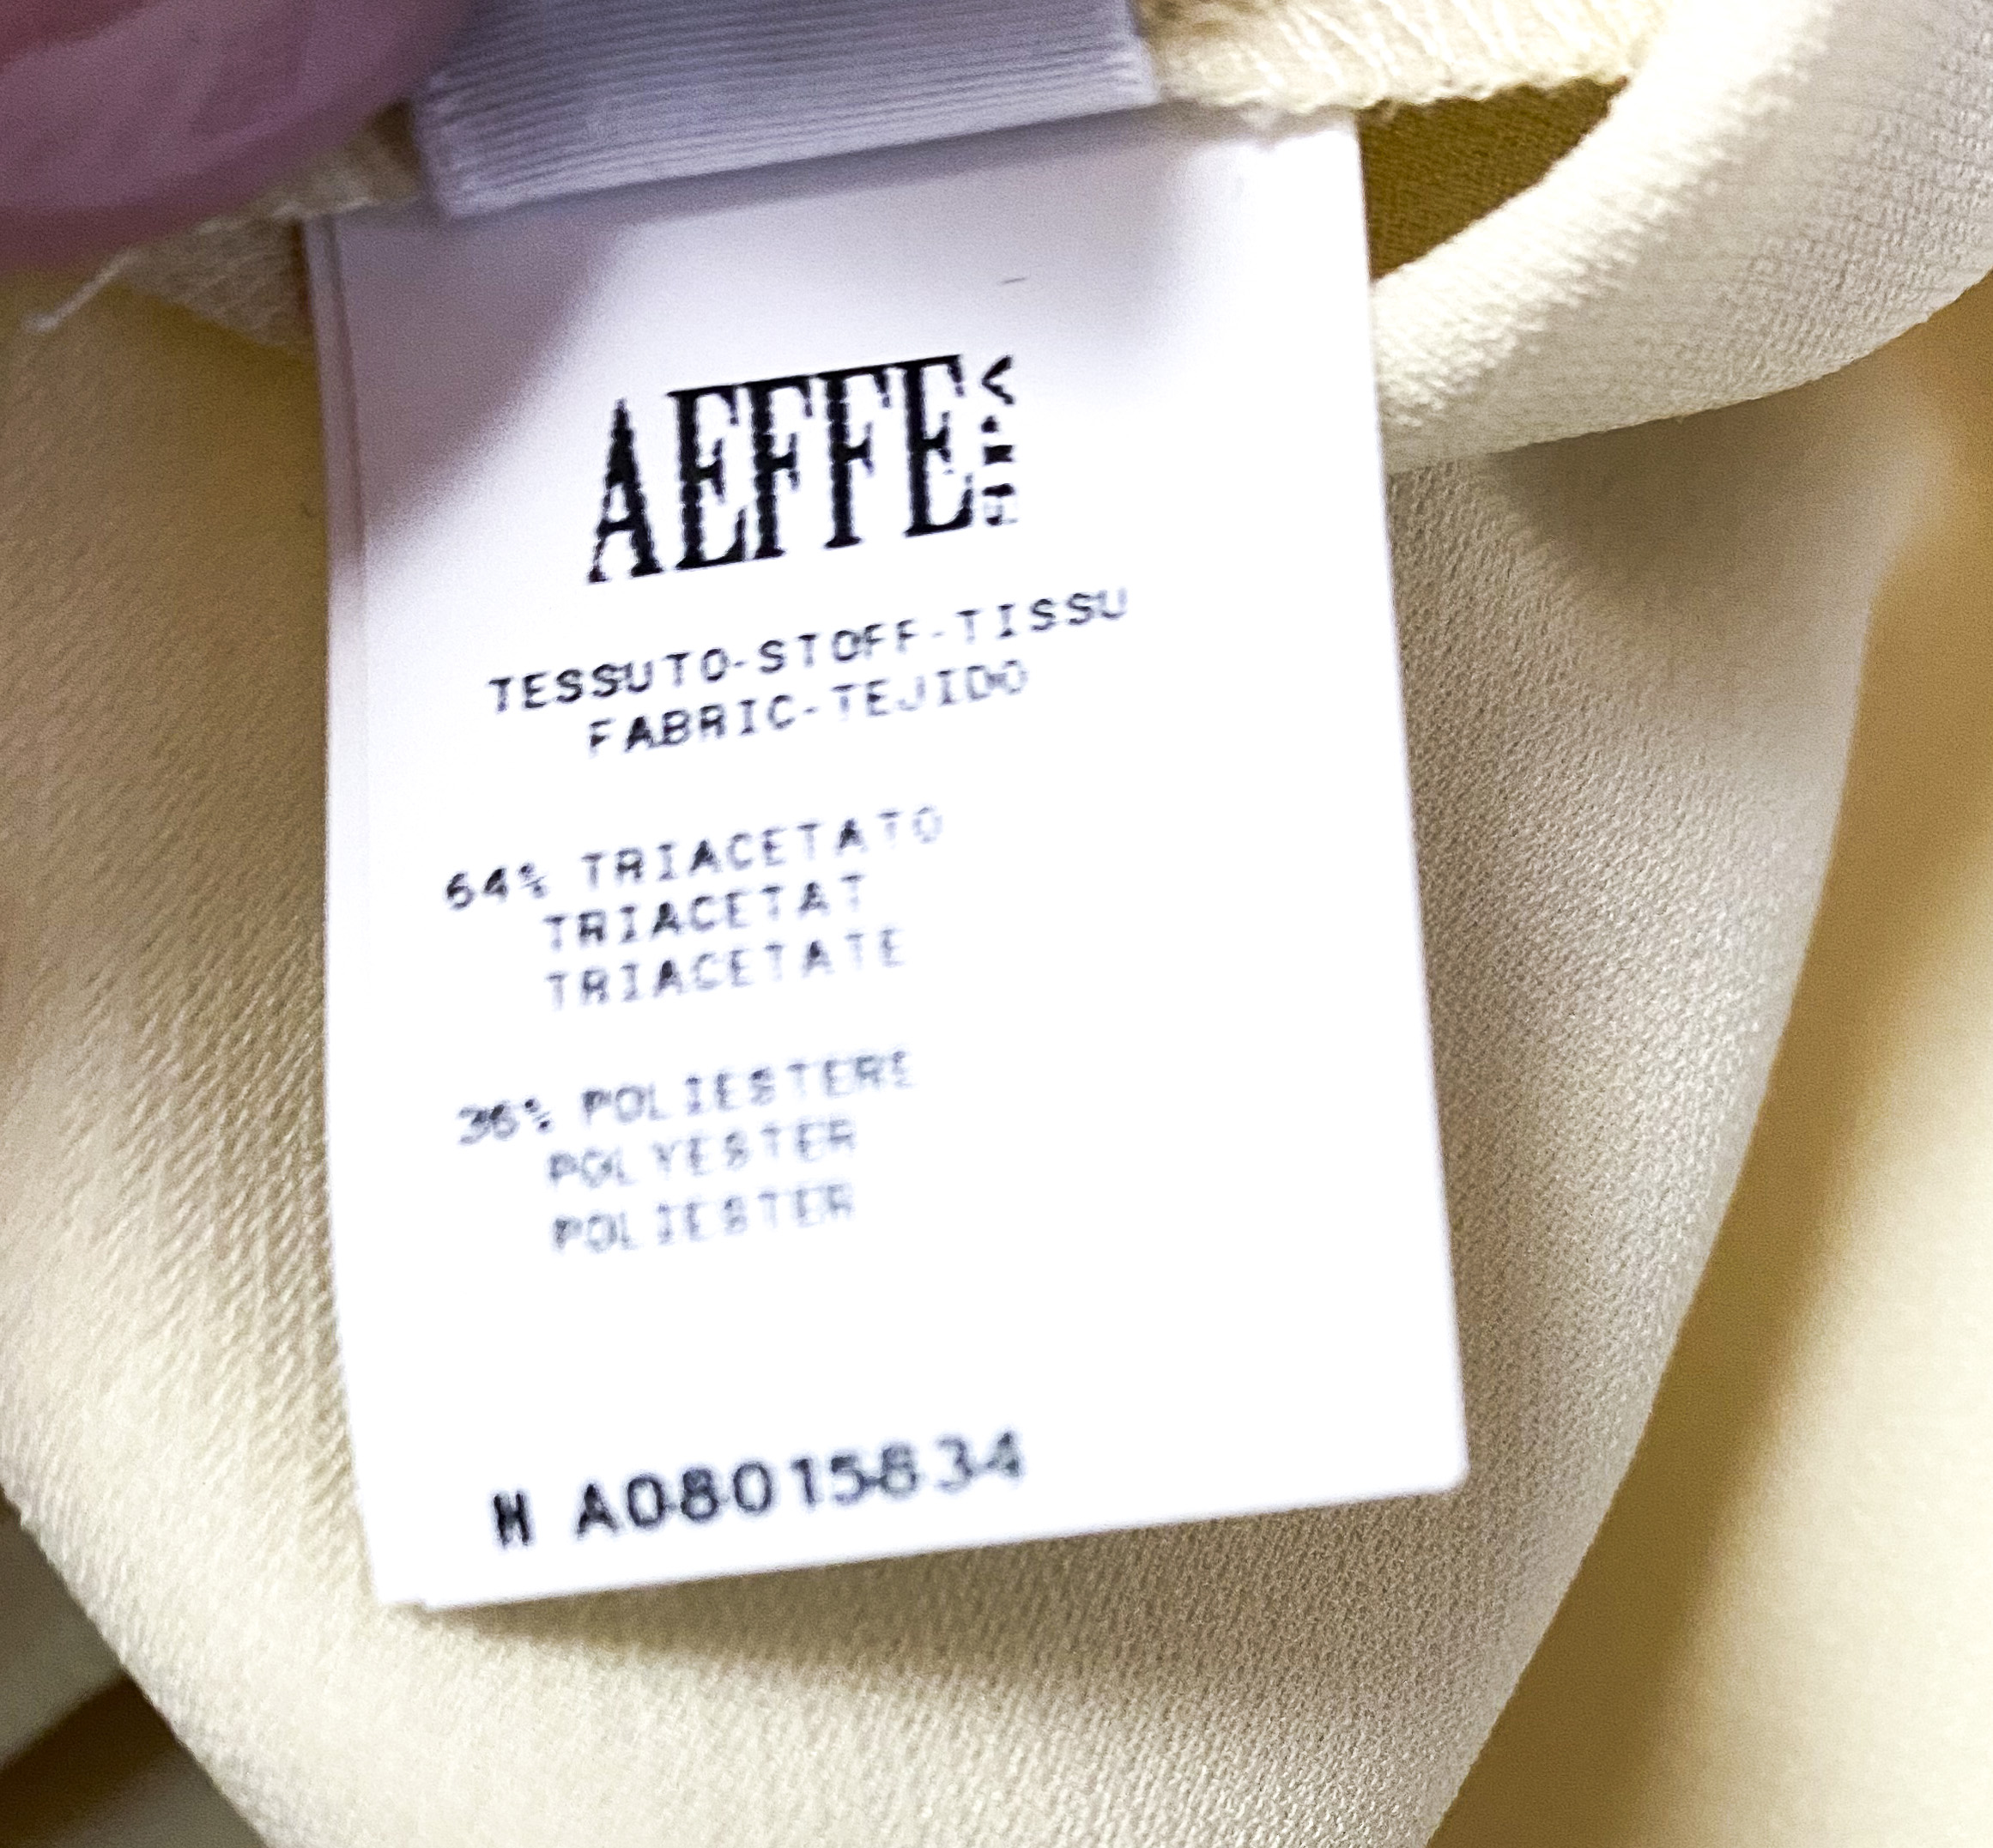 AEFFE
TESSUTO-STOFF-TISSU
FABRIC-TEJIDO
64% TRIACETATO
TRIACETAT
TRIACETATE
36% POLIESTERE
POLYESTER
POLIESTER
N A08015834